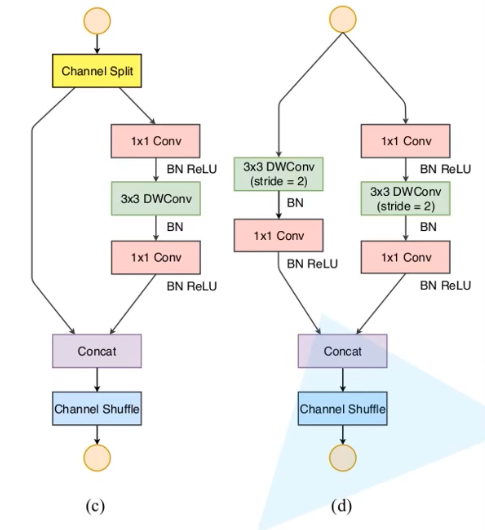 Channel Split
1x1 Conv
BN ReLU
3x3 DWConv
BN
1x1 Conv
BN ReLU
Concat
Channel Shuffle
(c)
3x3 DWConv
(stride = 2)
BN
1x1 Conv
BN ReLU
1x1 Conv
BN ReLU
3x3 DWConv
(stride = 2)
BN
1x1 Conv
BN ReLU
Concat
Channel Shuffle
(d)